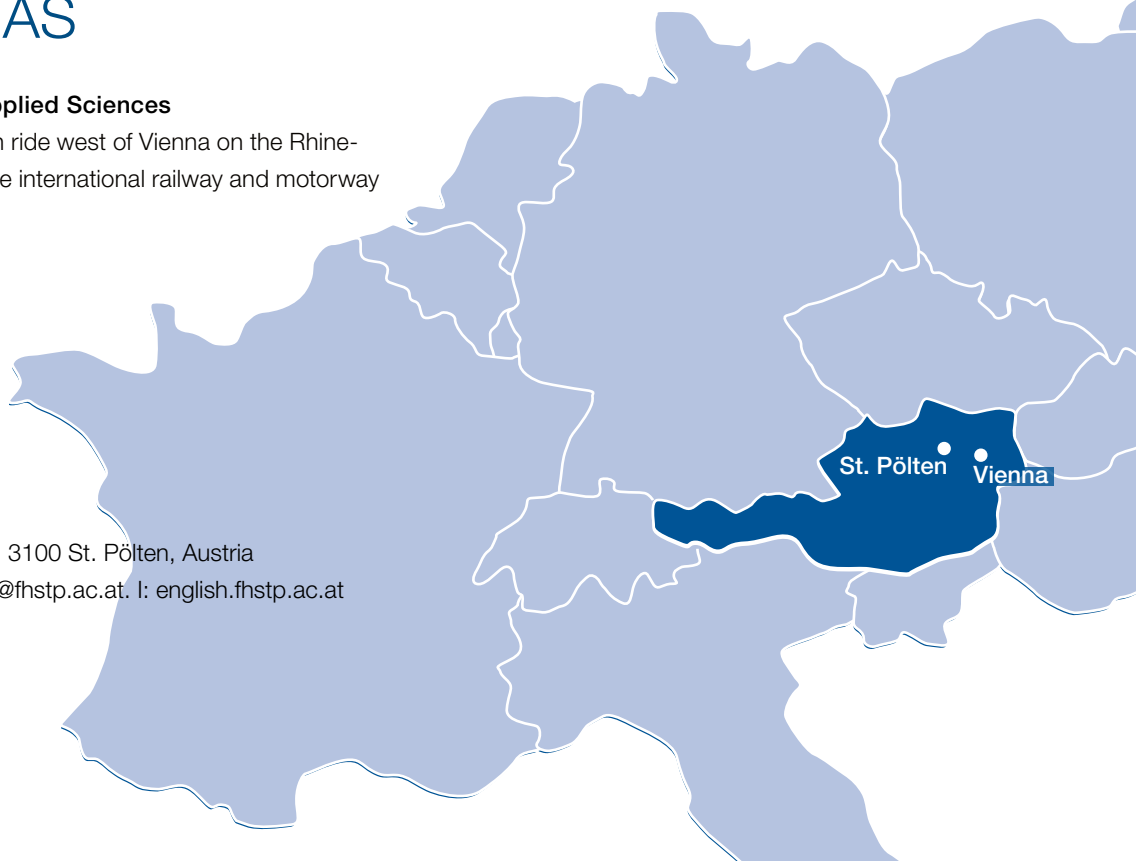 AS
plied Sciences
ride west of Vienna on the Rhine-
e international railway and motorway
St. Pölten
Vienna
3100 St. Pölten, Austria
@fhstp.ac.at. I: english.fhstp.ac.at